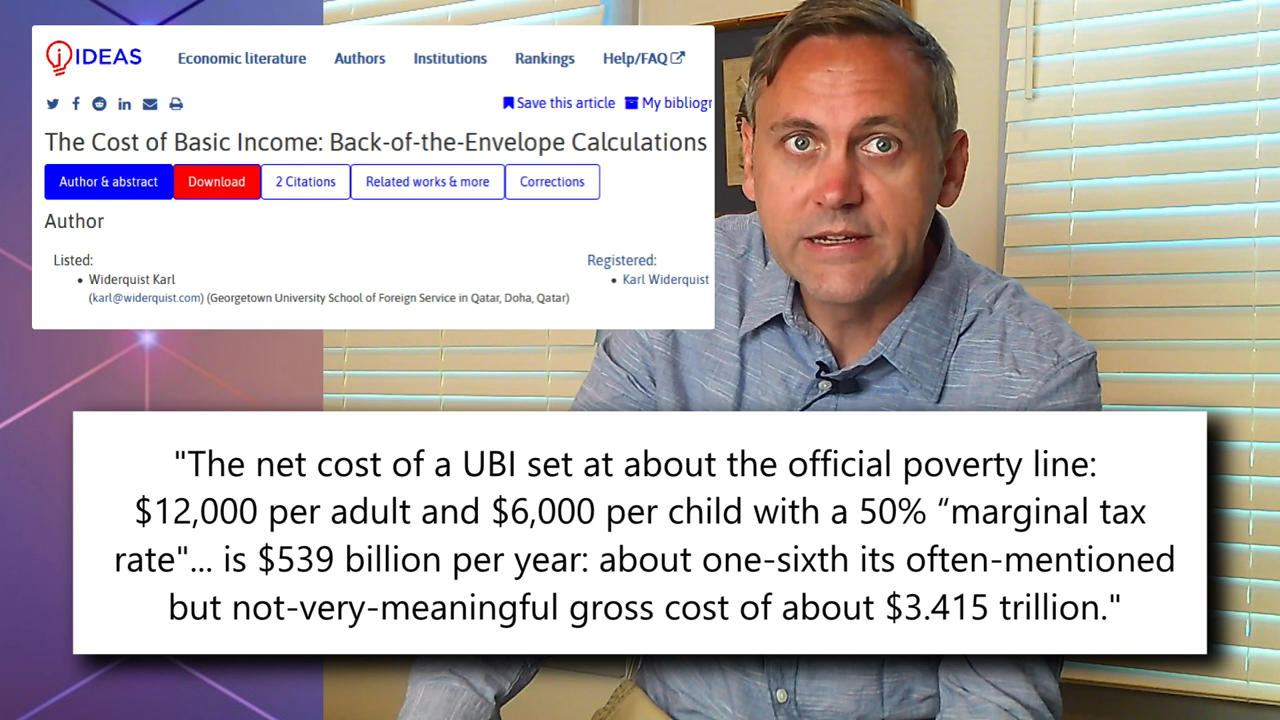 IDEAS
Economic literature Authors Institutions Rankings Help/FAQ
Save this article My bibliogr
The Cost of Basic Income: Back-of-the-Envelope Calculations
Author & abstract Download 2 Citations Related works & more Corrections
Author
Listed: Registered:
Widerquist Karl Karl Widerquist
(karl@widerquist.com) (Georgetown University School of Foreign Service in Qatar, Doha, Qatar)
"The net cost of a UBI set at about the official poverty line:
$12,000 per adult and $6,000 per child with a 50% “marginal tax
rate"... is $539 billion per year: about one-sixth its often-mentioned
but not-very-meaningful gross cost of about $3.415 trillion."